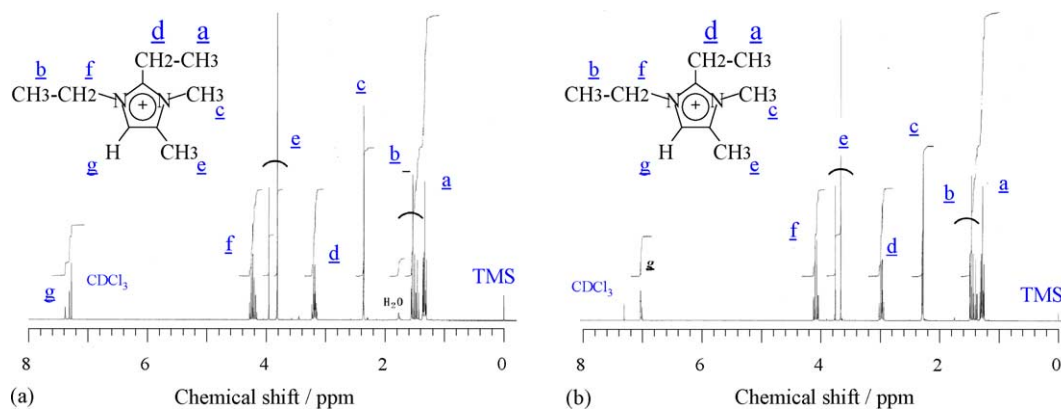 d a
CH2-CH3
b f
CH3-CH2 N + N CH3
c
H CH3
g e
c
e
b
a
f
d
CDCl3
g
H2O
TMS
8 6 4 2 0
(a) Chemical shift / ppm
d a
CH2-CH3
b f
CH3-CH2 N + N CH3
c
H CH3
g e
e
c
b
a
f
d
g
CDCl3
TMS
8 6 4 2 0
(b) Chemical shift / ppm